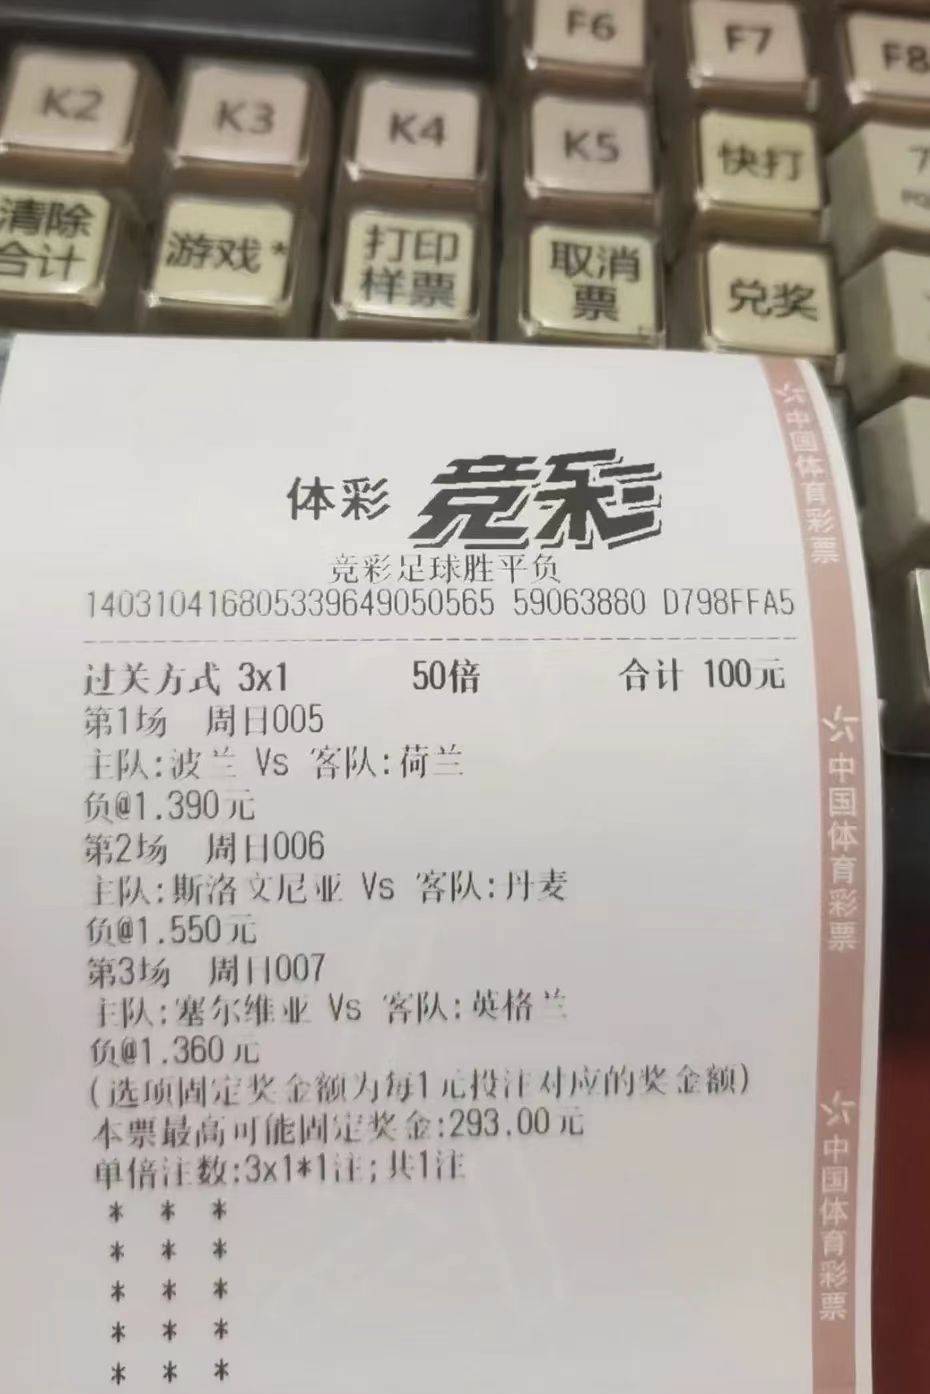 F6
F7
F8
K2
K3
K4
K5
快打
7
清除
合计
游戏*
打印
样票
取消
票
兑奖
体彩 竞彩
竞彩足球胜平负
140310416805339649050565 59063880 D798FFA5
过关方式 3x1 50倍 合计 100元
第1场 周日005
主队:波兰 Vs 客队:荷兰
负@1.390元
第2场 周日006
主队:斯洛文尼亚 Vs 客队:丹麦
负@1.550元
第3场 周日007
主队:塞尔维亚 Vs 客队:英格兰
负@1.360元
(选项固定奖金额为每1元投注对应的奖金额)
本票最高可能固定奖金:293.00元
单倍注数:3x1*1注;共1注
* * *
* * *
* * *
* * *
* * *
中国体育彩票
中国体育彩票
中国体育彩票